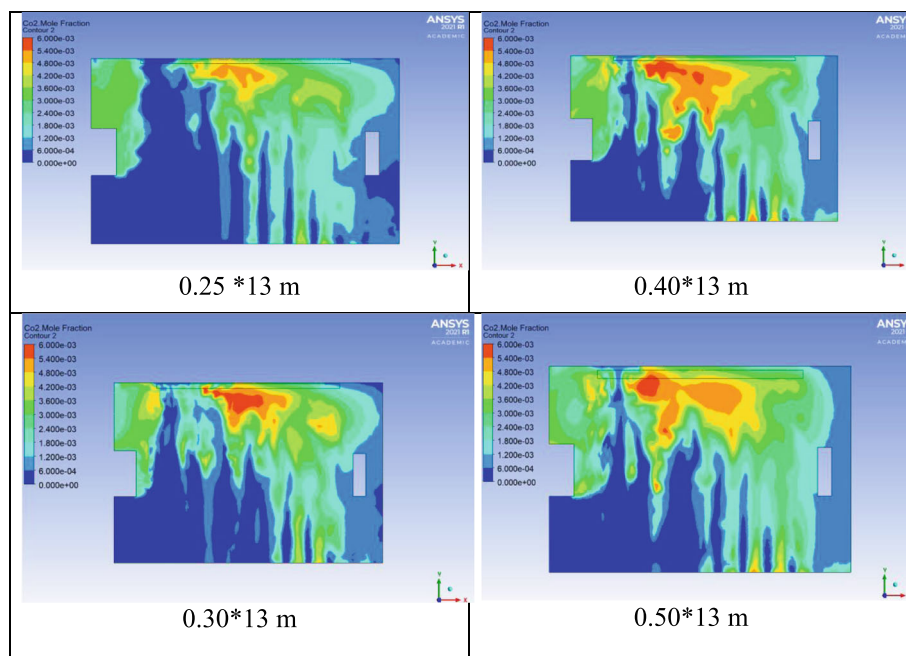 Co2.Mole Fraction
Contour 2
6.000e-03
5.400e-03
4.800e-03
4.200e-03
3.600e-03
3.000e-03
2.400e-03
1.800e-03
1.200e-03
6.000e-04
0.000e+00
ANSYS
2021 R1
ACADEMIC
Y
X
0.25 *13 m
Co2.Mole Fraction
Contour 2
6.000e-03
5.400e-03
4.800e-03
4.200e-03
3.600e-03
3.000e-03
2.400e-03
1.800e-03
1.200e-03
6.000e-04
0.000e+00
ANSYS
2021 R1
ACADEMIC
Y
X
0.40*13 m
Co2.Mole Fraction
Contour 2
6.000e-03
5.400e-03
4.800e-03
4.200e-03
3.600e-03
3.000e-03
2.400e-03
1.800e-03
1.200e-03
6.000e-04
0.000e+00
ANSYS
2021 R1
ACADEMIC
Y
X
0.30*13 m
Co2.Mole Fraction
Contour 2
6.000e-03
5.400e-03
4.800e-03
4.200e-03
3.600e-03
3.000e-03
2.400e-03
1.800e-03
1.200e-03
6.000e-04
0.000e+00
ANSYS
2021 R1
ACADEMIC
Y
X
0.50*13 m